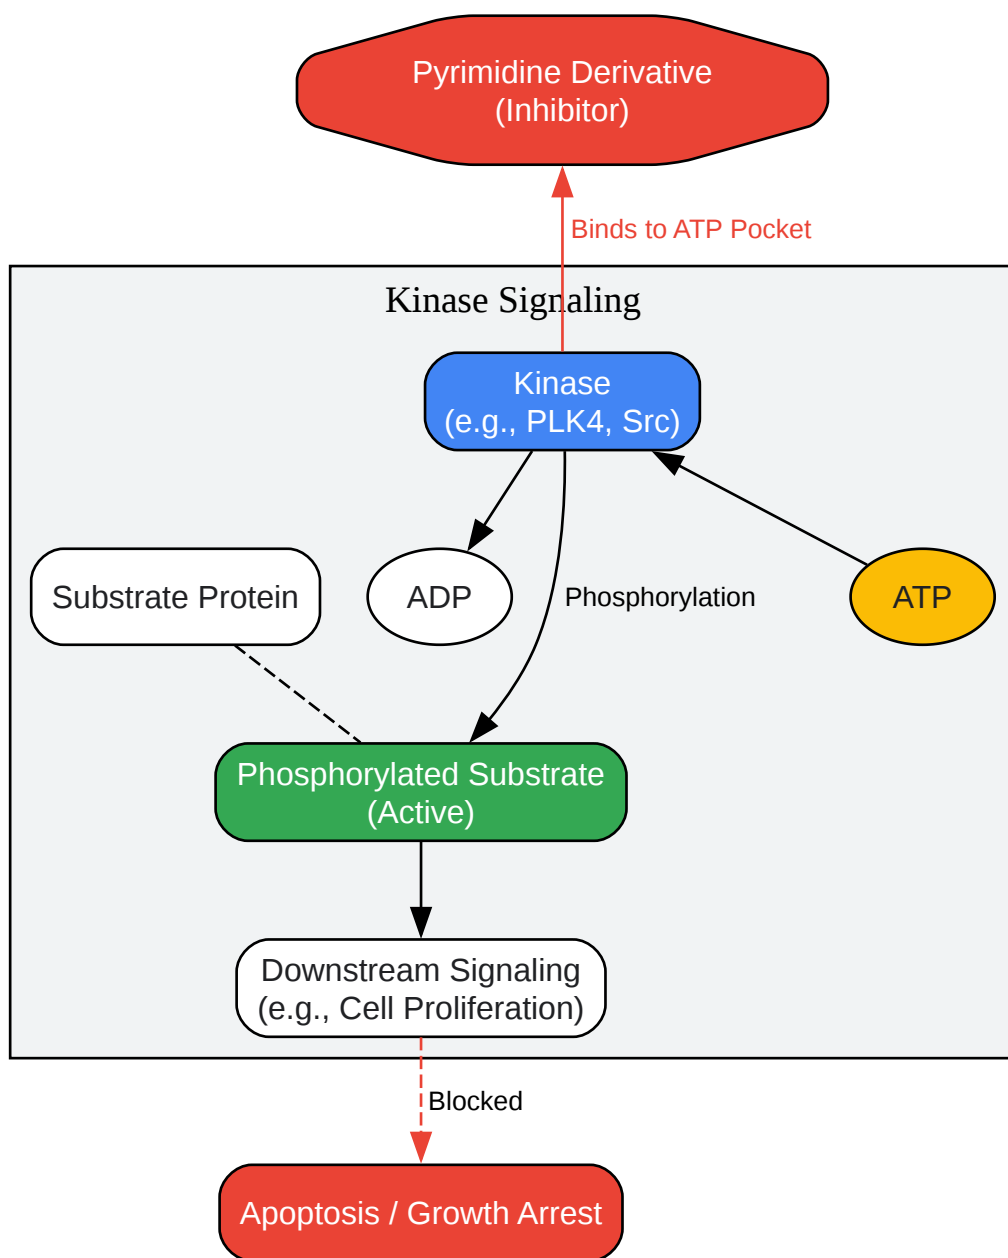 Pyrimidine Derivative
(Inhibitor)
Binds to ATP Pocket
Kinase Signaling
Kinase
(e.g., PLK4, Src)
Substrate Protein
ADP
Phosphorylation
ATP
Phosphorylated Substrate
(Active)
Downstream Signaling
(e.g., Cell Proliferation)
Blocked
Apoptosis / Growth Arrest